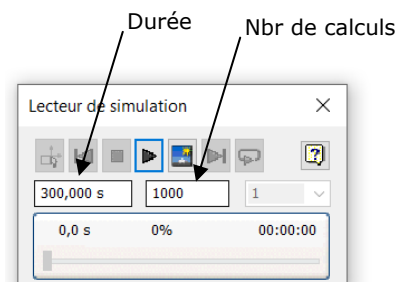 Durée
Nbr de calculs
Lecteur de simulation
300,000 s 1000 1
0,0 s 0% 00:00:00